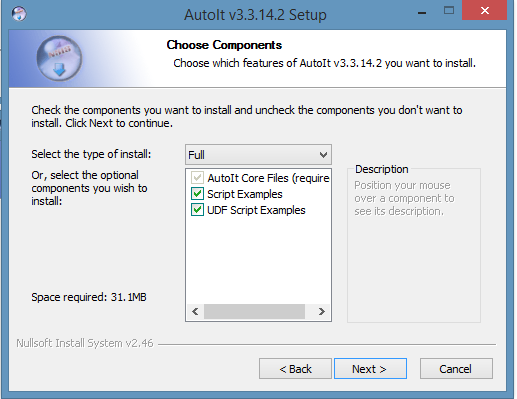 AutoIt v3.3.14.2 Setup
Choose Components
Choose which features of AutoIt v3.3.14.2 you want to install.
Check the components you want to install and uncheck the components you don't want to
install. Click Next to continue.
Select the type of install:
Full
Or, select the optional
components you wish to
install:
AutoIt Core Files (require
Script Examples
UDF Script Examples
Description
Position your mouse
over a component to
see its description.
Space required: 31.1MB
Nullsoft Install System v2.46
< Back
Next >
Cancel